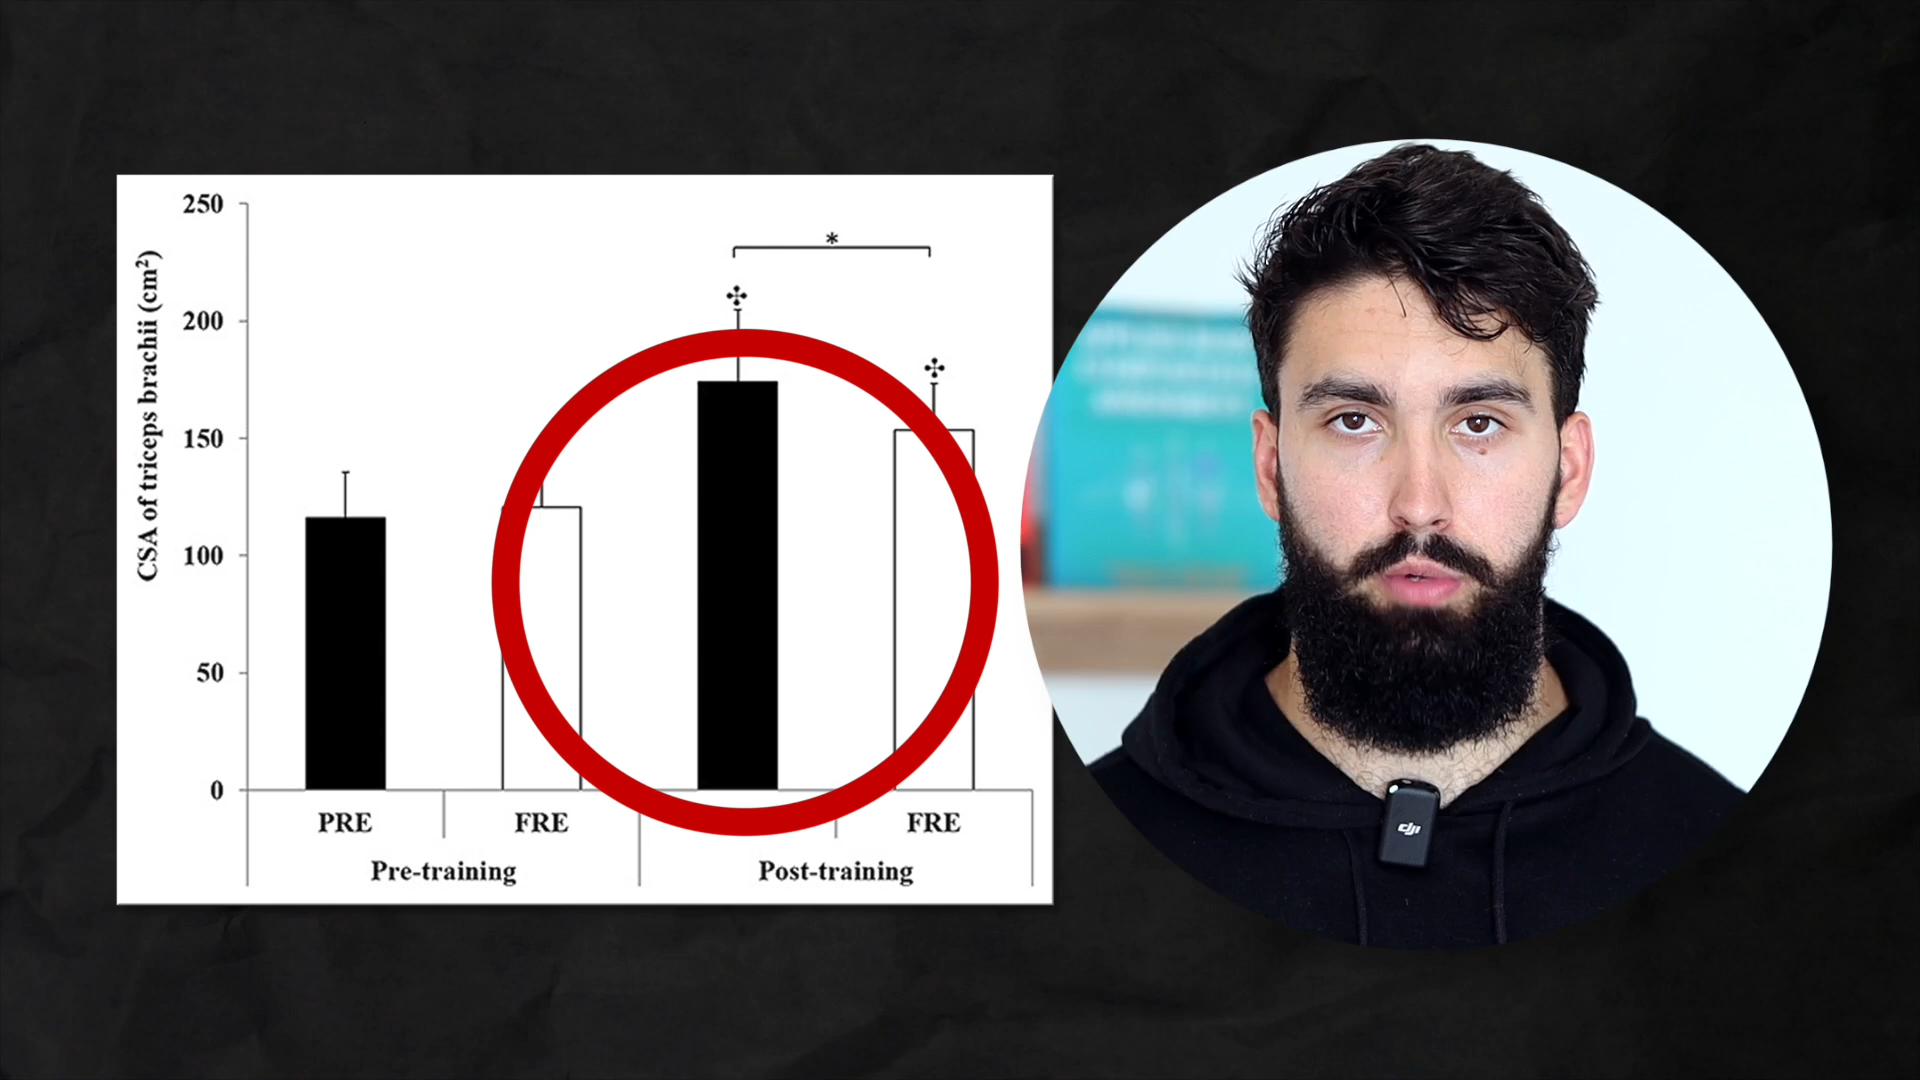 CSA of triceps brachii (cm²)
250
200
150
100
50
0
*
✣
✣
PRE
FRE
FRE
Pre-training
Post-training
dji